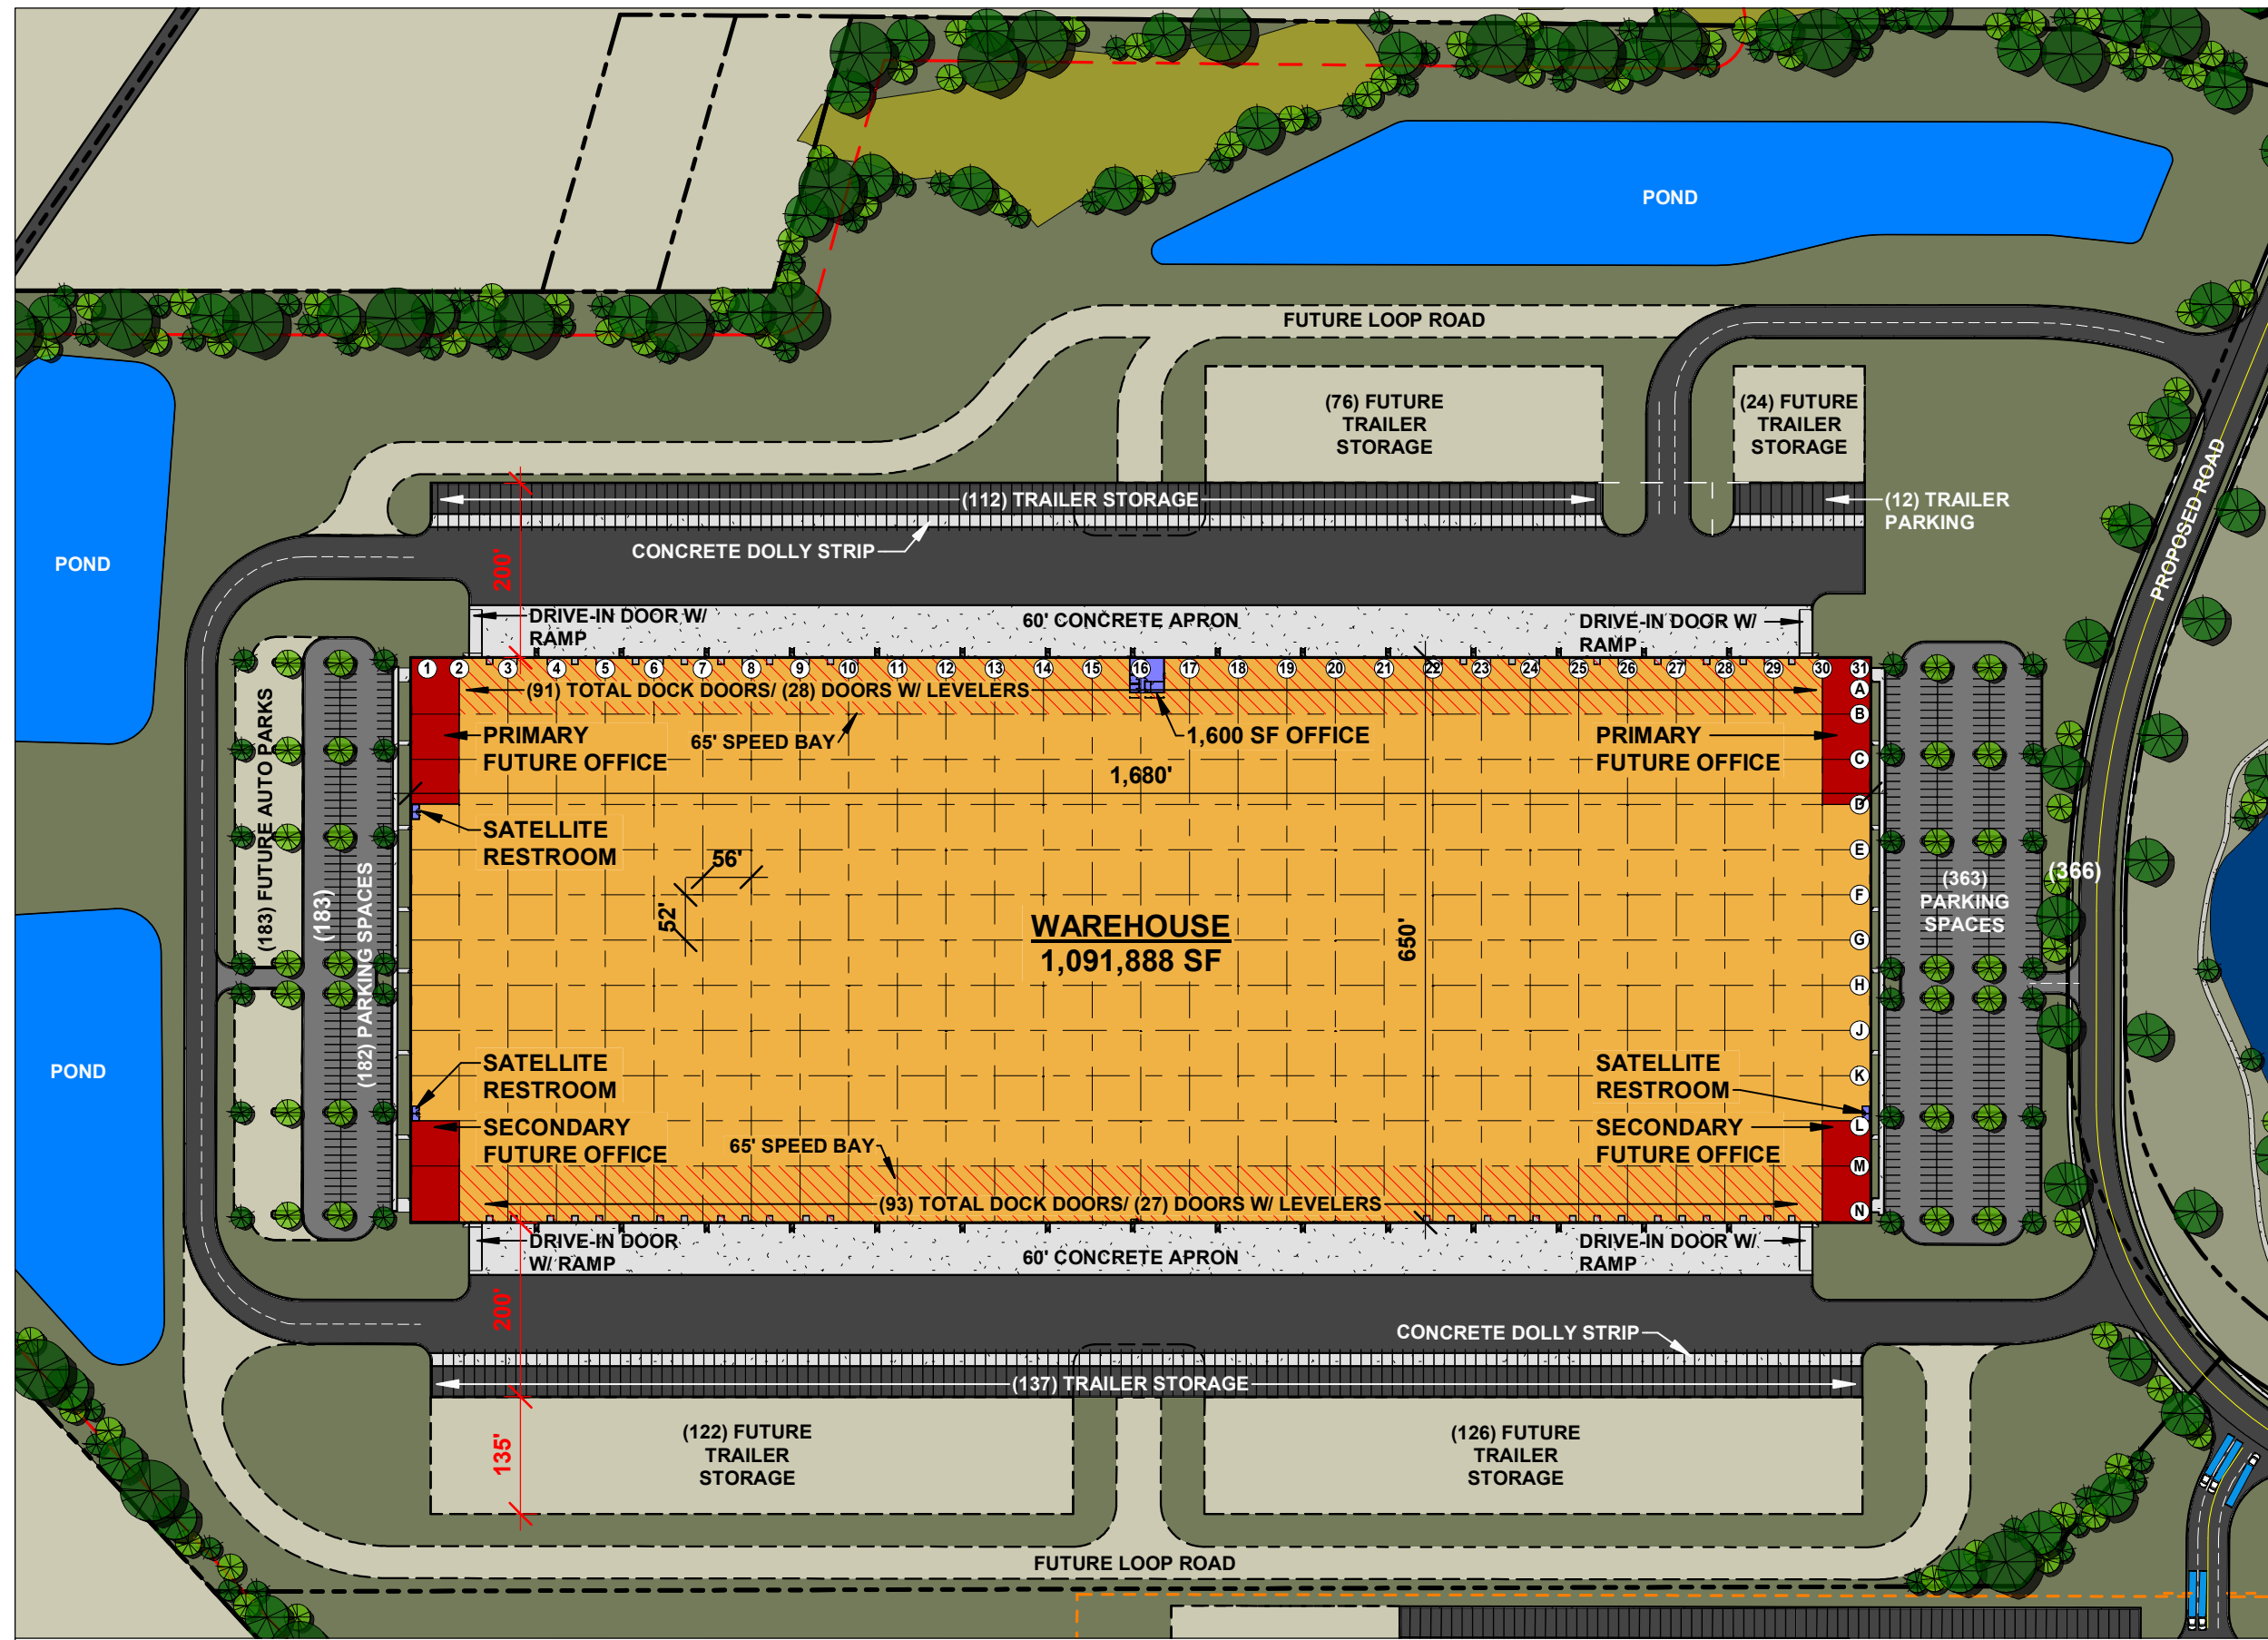 POND
FUTURE LOOP ROAD
(76) FUTURE
TRAILER
STORAGE
(24) FUTURE
TRAILER
STORAGE
(112) TRAILER STORAGE
(12) TRAILER
PARKING
PROPOSED ROAD
CONCRETE DOLLY STRIP
200'
POND
DRIVE-IN DOOR W/
RAMP
60' CONCRETE APRON
DRIVE-IN DOOR W/
RAMP
1 2 3 4 5 6 7 8 9 10 11 12 13 14 15 16 17 18 19 20 21 22 23 24 25 26 27 28 29 30 31
A
B
C
D
E
F
G
H
J
K
L
M
N
(91) TOTAL DOCK DOORS/ (28) DOORS W/ LEVELERS
PRIMARY
FUTURE OFFICE
65' SPEED BAY
1,600 SF OFFICE
PRIMARY
FUTURE OFFICE
1,680'
SATELLITE
RESTROOM
56'
52'
(183) FUTURE AUTO PARKS
(183)
(182) PARKING SPACES
WAREHOUSE
1,091,888 SF
650'
(363)
PARKING
SPACES
(366)
POND
SATELLITE
RESTROOM
SATELLITE
RESTROOM
SECONDARY
FUTURE OFFICE
65' SPEED BAY
SECONDARY
FUTURE OFFICE
(93) TOTAL DOCK DOORS/ (27) DOORS W/ LEVELERS
DRIVE-IN DOOR
W/ RAMP
60' CONCRETE APRON
DRIVE-IN DOOR W/
RAMP
200'
CONCRETE DOLLY STRIP
(137) TRAILER STORAGE
135'
(122) FUTURE
TRAILER
STORAGE
(126) FUTURE
TRAILER
STORAGE
FUTURE LOOP ROAD